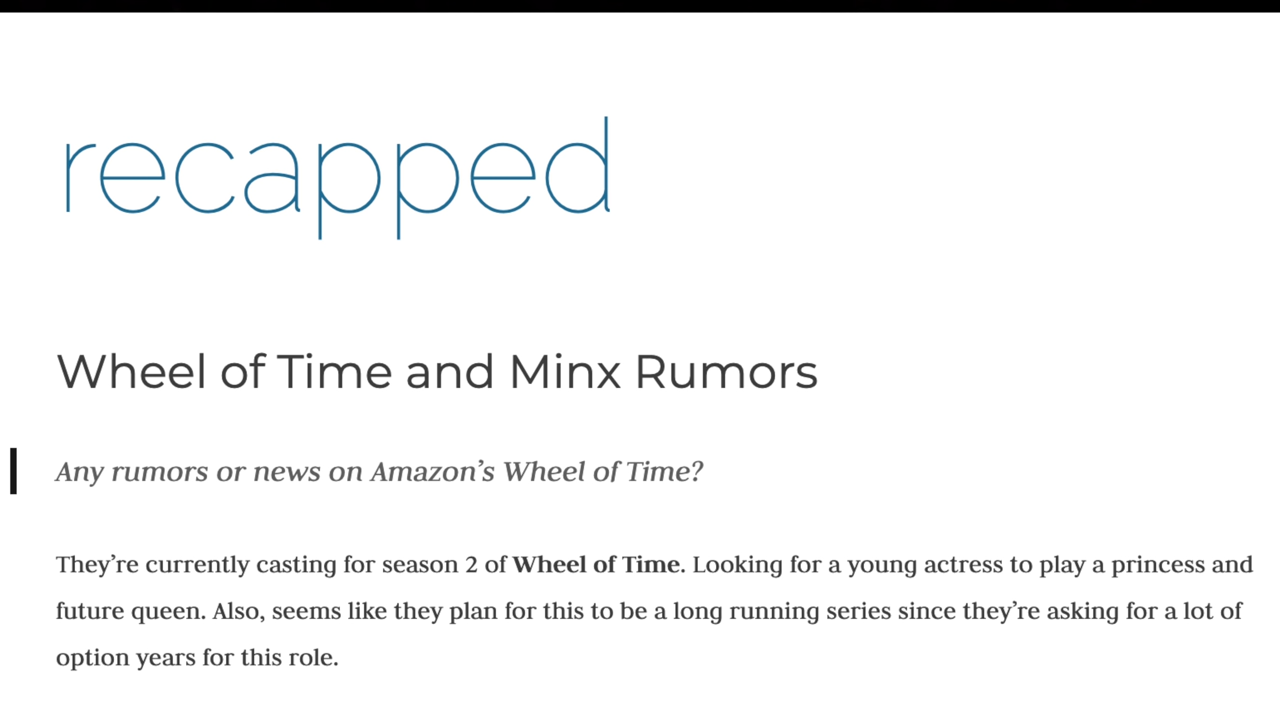 recapped
Wheel of Time and Minx Rumors
Any rumors or news on Amazon’s Wheel of Time?
They’re currently casting for season 2 of Wheel of Time. Looking for a young actress to play a princess and
future queen. Also, seems like they plan for this to be a long running series since they’re asking for a lot of
option years for this role.